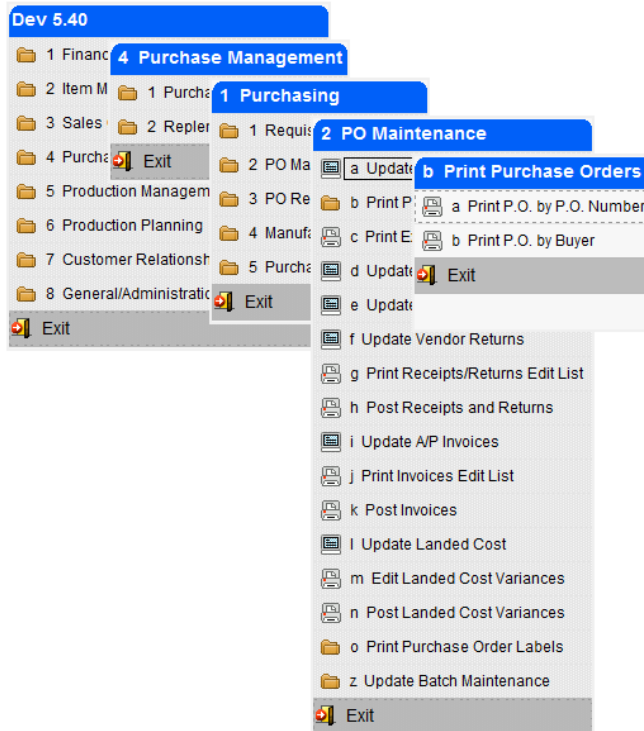 Dev 5.40
1 Financ
2 Item M
3 Sales
4 Purcha
5 Production Managem
6 Production Planning
7 Customer Relationsh
8 General/Administratic
Exit
4 Purchase Management
1 Purcha
2 Repler
Exit
1 Purchasing
1 Requis
2 PO Ma
3 PO Re
4 Manufa
5 Purcha
Exit
2 PO Maintenance
a Update
b Print P
c Print E
d Update
e Update
f Update Vendor Returns
g Print Receipts/Returns Edit List
h Post Receipts and Returns
i Update A/P Invoices
j Print Invoices Edit List
k Post Invoices
l Update Landed Cost
m Edit Landed Cost Variances
n Post Landed Cost Variances
o Print Purchase Order Labels
z Update Batch Maintenance
Exit
b Print Purchase Orders
a Print P.O. by P.O. Number
b Print P.O. by Buyer
Exit